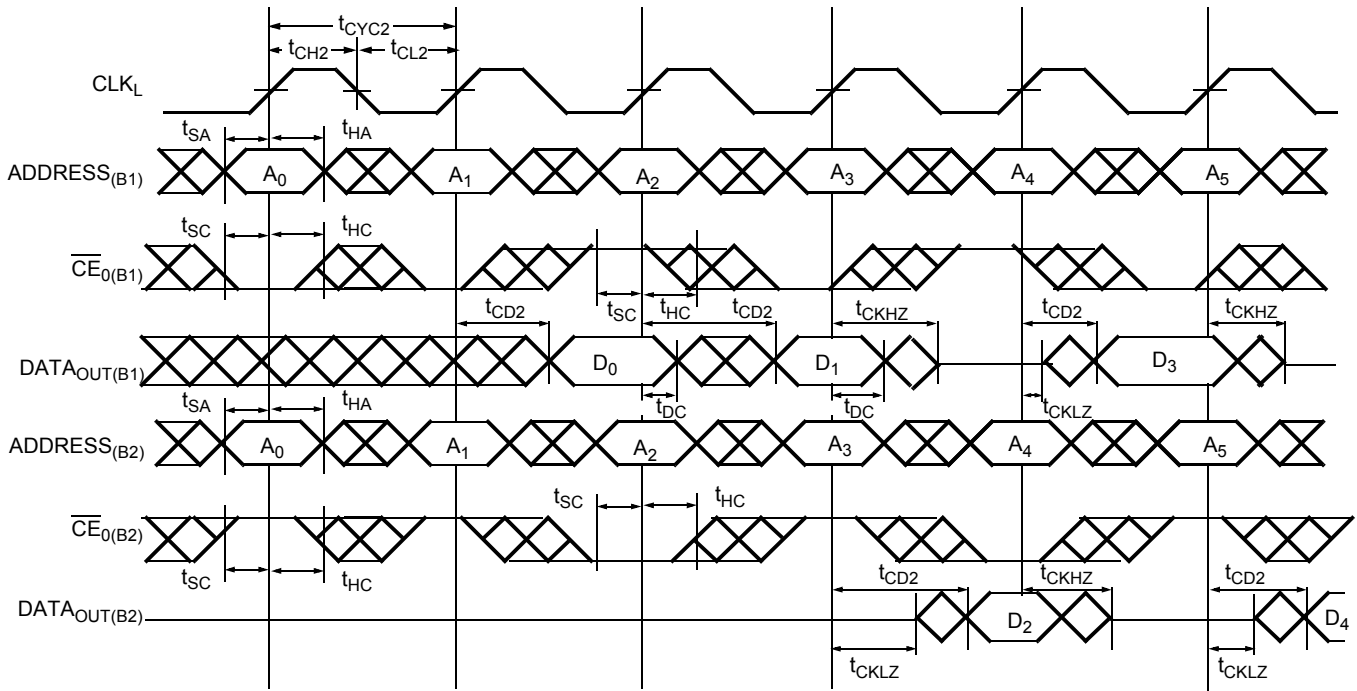 tCYC2
tCH2 tCL2
CLKL
tSA tHA
ADDRESS(B1) A0 A1 A2 A3 A4 A5
tSC tHC
CE0(B1)
tCD2 tSC tHC tCD2 tCKHZ tCD2 tCKHZ
DATAOUT(B1) D0 D1 D3
tSA tHA tDC tDC tCKLZ
ADDRESS(B2) A0 A1 A2 A3 A4 A5
tSC tHC
CE0(B2)
tSC tHC tCD2 tCKHZ tCD2
DATAOUT(B2) D2 D4
tCKLZ tCKLZ